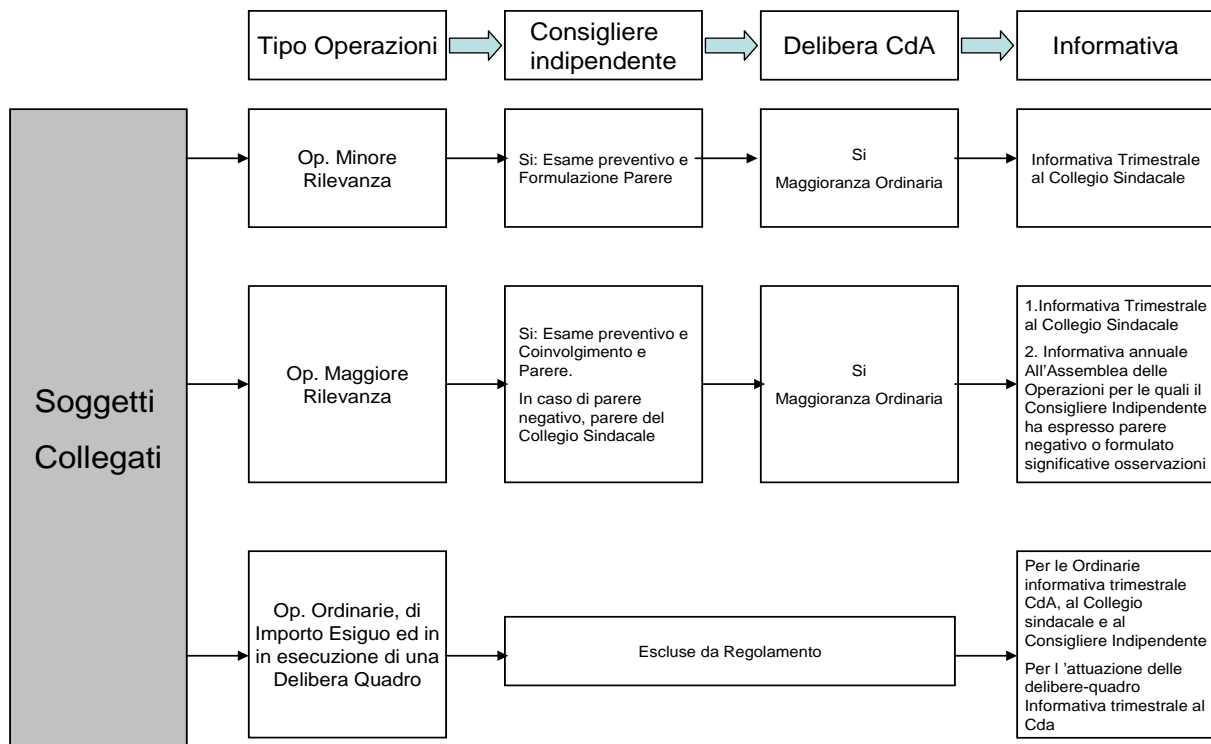 Tipo Operazioni
Consigliere
indipendente
Delibera CdA
Informativa
Soggetti
Collegati
Op. Minore
Rilevanza
Si: Esame preventivo e
Formulazione Parere
Si
Maggioranza Ordinaria
Informativa Trimestrale
al Collegio Sindacale
Op. Maggiore
Rilevanza
Si: Esame preventivo e
Coinvolgimento e
Parere.
In caso di parere
negativo, parere del
Collegio Sindacale
Si
Maggioranza Ordinaria
1.Informativa Trimestrale
al Collegio Sindacale
2. Informativa annuale
All'Assemblea delle
Operazioni per le quali il
Consigliere Indipendente
ha espresso parere
negativo o formulato
significative osservazioni
Op. Ordinarie, di
Importo Esiguo ed in
in esecuzione di una
Delibera Quadro
Escluse da Regolamento
Per le Ordinarie
informativa trimestrale
CdA, al Collegio
sindacale e al
Consigliere Indipendente
Per l 'attuazione delle
delibere-quadro
Informativa trimestrale al
Cda